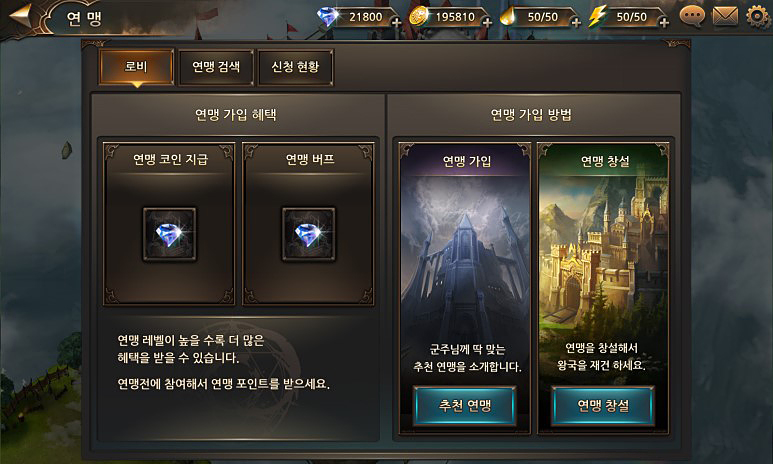 연 맹
21800
195810
50/50
50/50
로비
연맹 검색
신청 현황
연맹 가입 혜택
연맹 가입 방법
연맹 코인 지급
연맹 버프
연맹 가입
연맹 창설
연맹 레벨이 높을 수록 더 많은
혜택을 받을 수 있습니다.
연맹전에 참여해서 연맹 포인트를 받으세요.
군주님께 딱 맞는
추천 연맹을 소개합니다.
연맹을 창설해서
왕국을 재건 하세요.
추천 연맹
연맹 창설